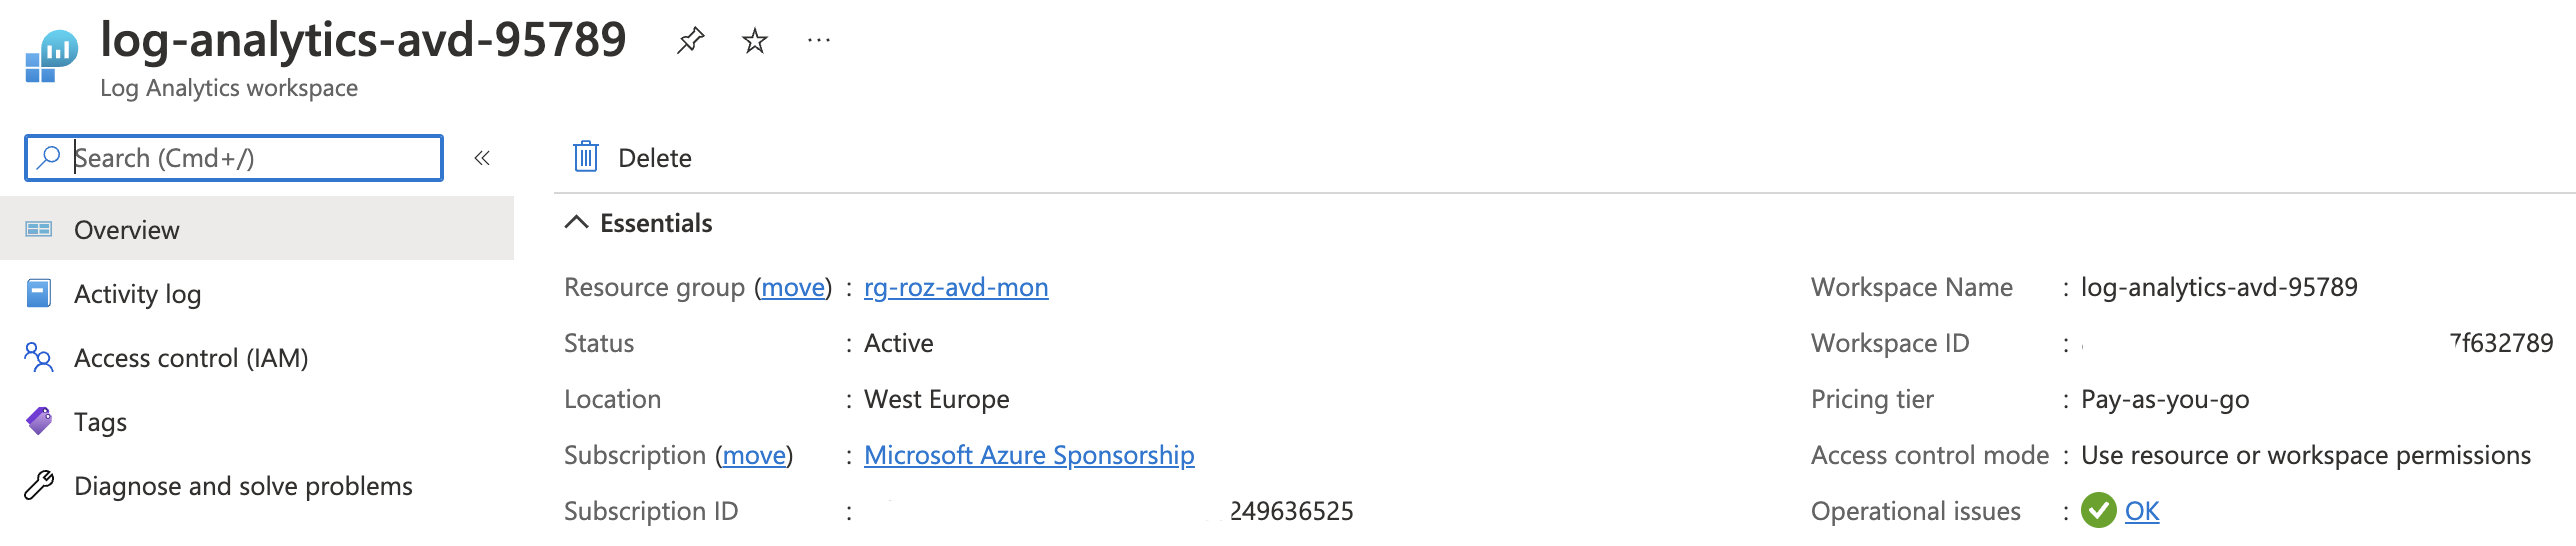 log-analytics-avd-95789
Log Analytics workspace
Search (Cmd+/)
Delete
Overview
Activity log
Access control (IAM)
Tags
Diagnose and solve problems
Essentials
Resource group (move) : rg-roz-avd-mon
Status : Active
Location : West Europe
Subscription (move) : Microsoft Azure Sponsorship
Subscription ID : 249636525
Workspace Name : log-analytics-avd-95789
Workspace ID : 7f632789
Pricing tier : Pay-as-you-go
Access control mode : Use resource or workspace permissions
Operational issues : OK